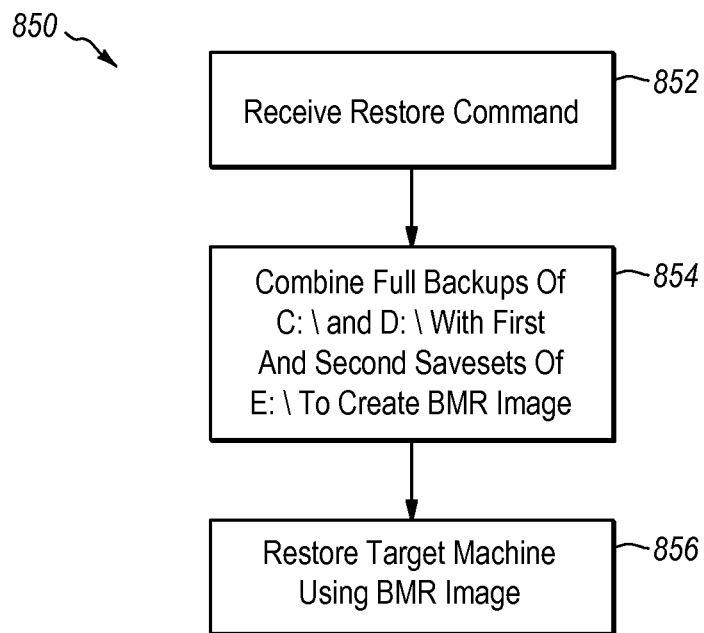 850
Receive Restore Command
852
Combine Full Backups Of
C: \ and D: \ With First
And Second Savesets Of
E: \ To Create BMR Image
854
Restore Target Machine
Using BMR Image
856